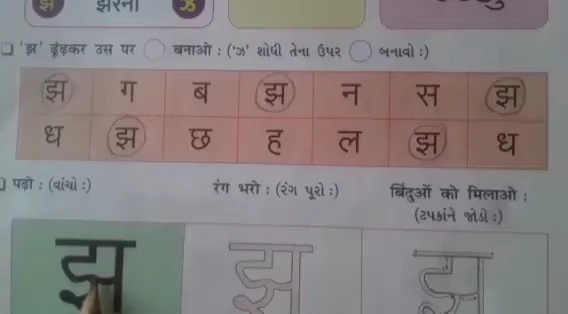 झ झरना ઝ
'झ' ढूंढ़कर उस पर बनाओ : ('ઝ' શોધી તેના ઉપર બનાવો :)
झ ग ब झ न स झ
ध झ छ ह ल झ ध
पढ़ो : (વાંચો :) रंग भरो : (રંગ પૂરો :) बिंदुओं को मिलाओ :
(ટપકાંને જોડો :)
झ झ झ